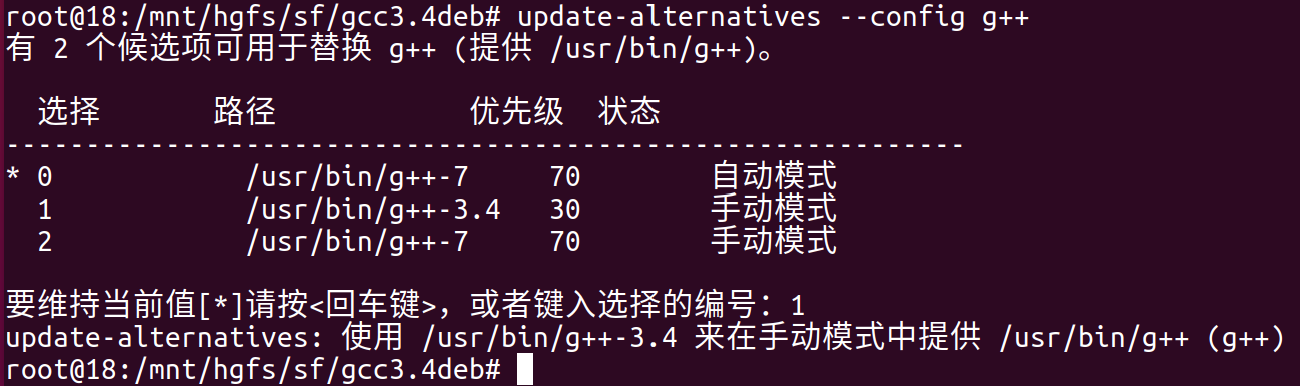 root@18:/mnt/hgfs/sf/gcc3.4deb# update-alternatives --config g++
有 2 个候选项可用于替换 g++ (提供 /usr/bin/g++)。
选择 路径 优先级 状态
------------------------------------------------------------
* 0 /usr/bin/g++-7 70 自动模式
1 /usr/bin/g++-3.4 30 手动模式
2 /usr/bin/g++-7 70 手动模式
要维持当前值[*]请按<回车键>，或者键入选择的编号：1
update-alternatives: 使用 /usr/bin/g++-3.4 来在手动模式中提供 /usr/bin/g++ (g++)
root@18:/mnt/hgfs/sf/gcc3.4deb#